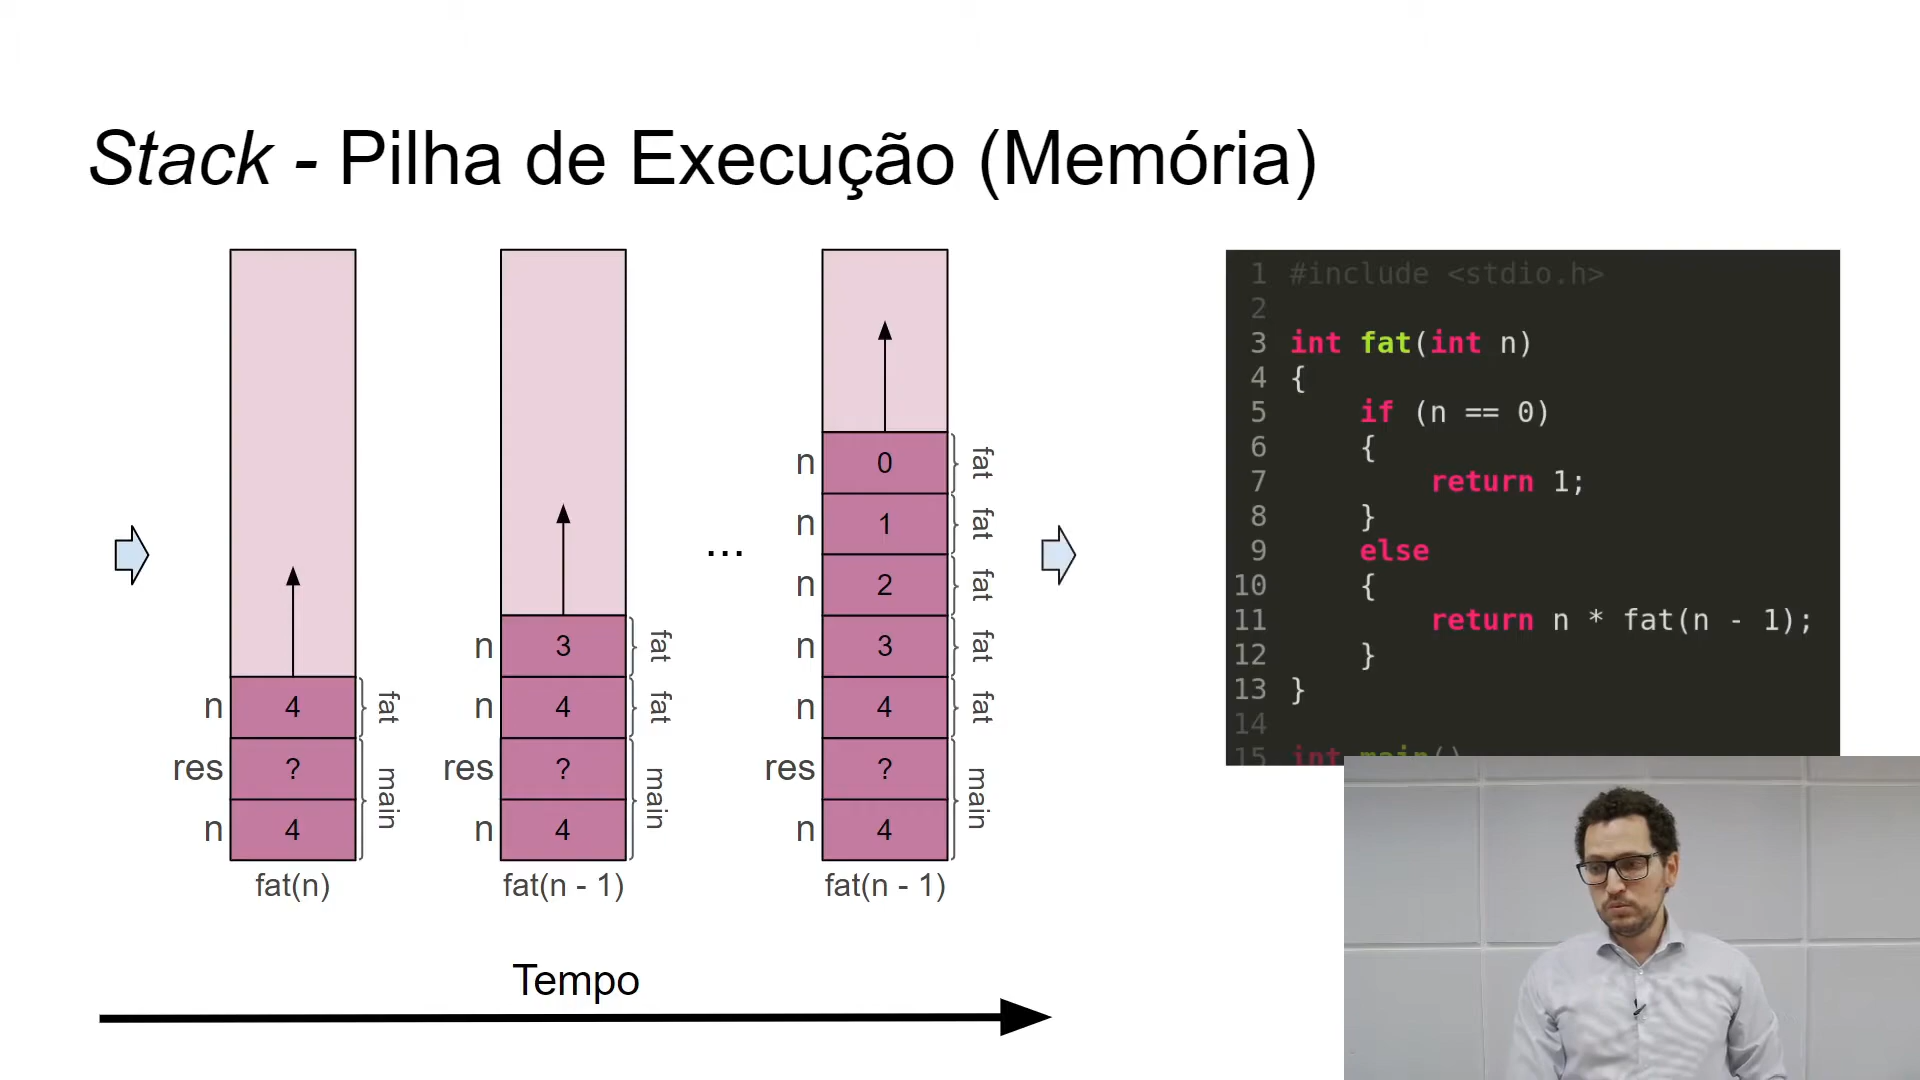 Stack - Pilha de Execução (Memória)
n 4 fat
res ?
n 4 main
fat(n)
n 3 fat
n 4 fat
res ?
n 4 main
fat(n - 1)
...
n 0 fat
n 1 fat
n 2 fat
n 3 fat
n 4 fat
res ?
n 4 main
fat(n - 1)
Tempo
1 #include <stdio.h>
2
3 int fat(int n)
4 {
5 if (n == 0)
6 {
7 return 1;
8 }
9 else
10 {
11 return n * fat(n - 1);
12 }
13 }
14
15 int main()